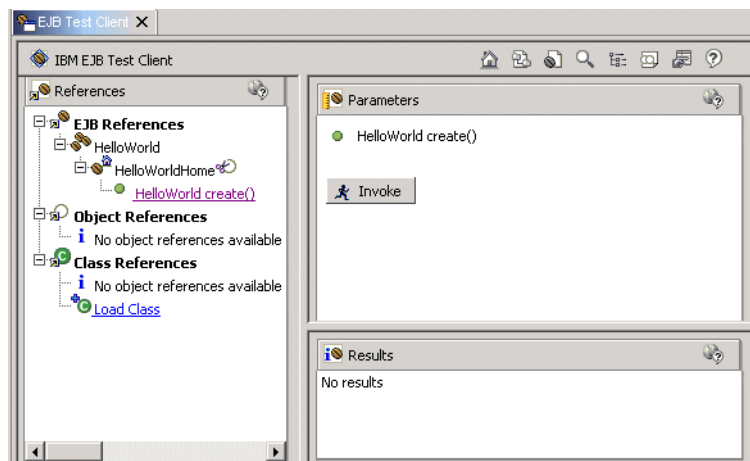 EJB Test Client
IBM EJB Test Client
References
EJB References
HelloWorld
HelloWorldHome
HelloWorld create()
Object References
No object references available
Class References
No object references available
Load Class
Parameters
HelloWorld create()
Invoke
Results
No results